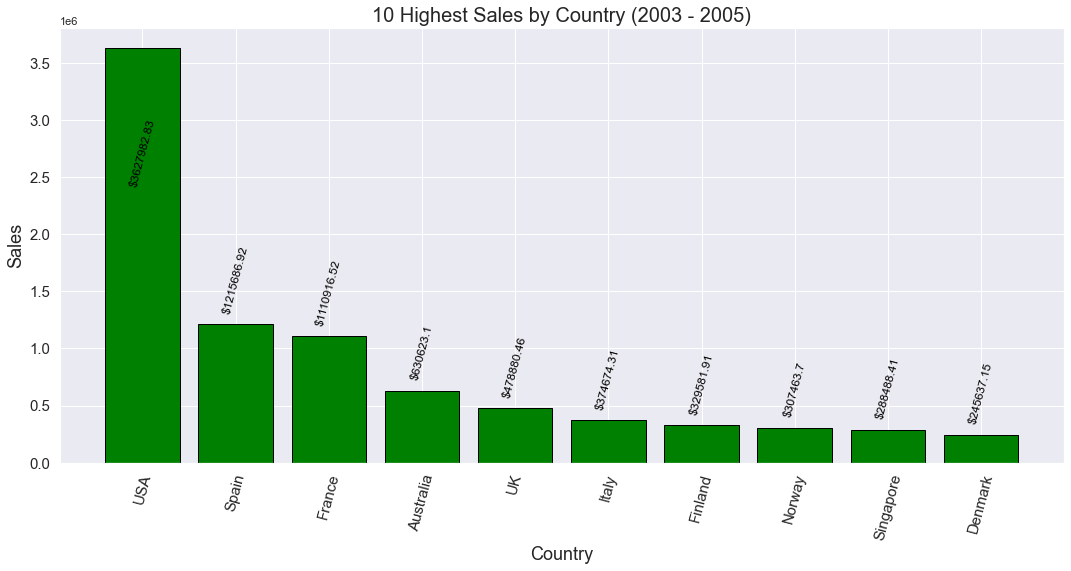 10 Highest Sales by Country (2003 - 2005)
1e6
Sales
3.5
3.0
2.5
2.0
1.5
1.0
0.5
0.0
$3627982.83
$1215686.92
$1110916.52
$630623.1
$478880.46
$374674.31
$329581.91
$307463.7
$288488.41
$245637.15
USA
Spain
France
Australia
UK
Italy
Finland
Norway
Singapore
Denmark
Country